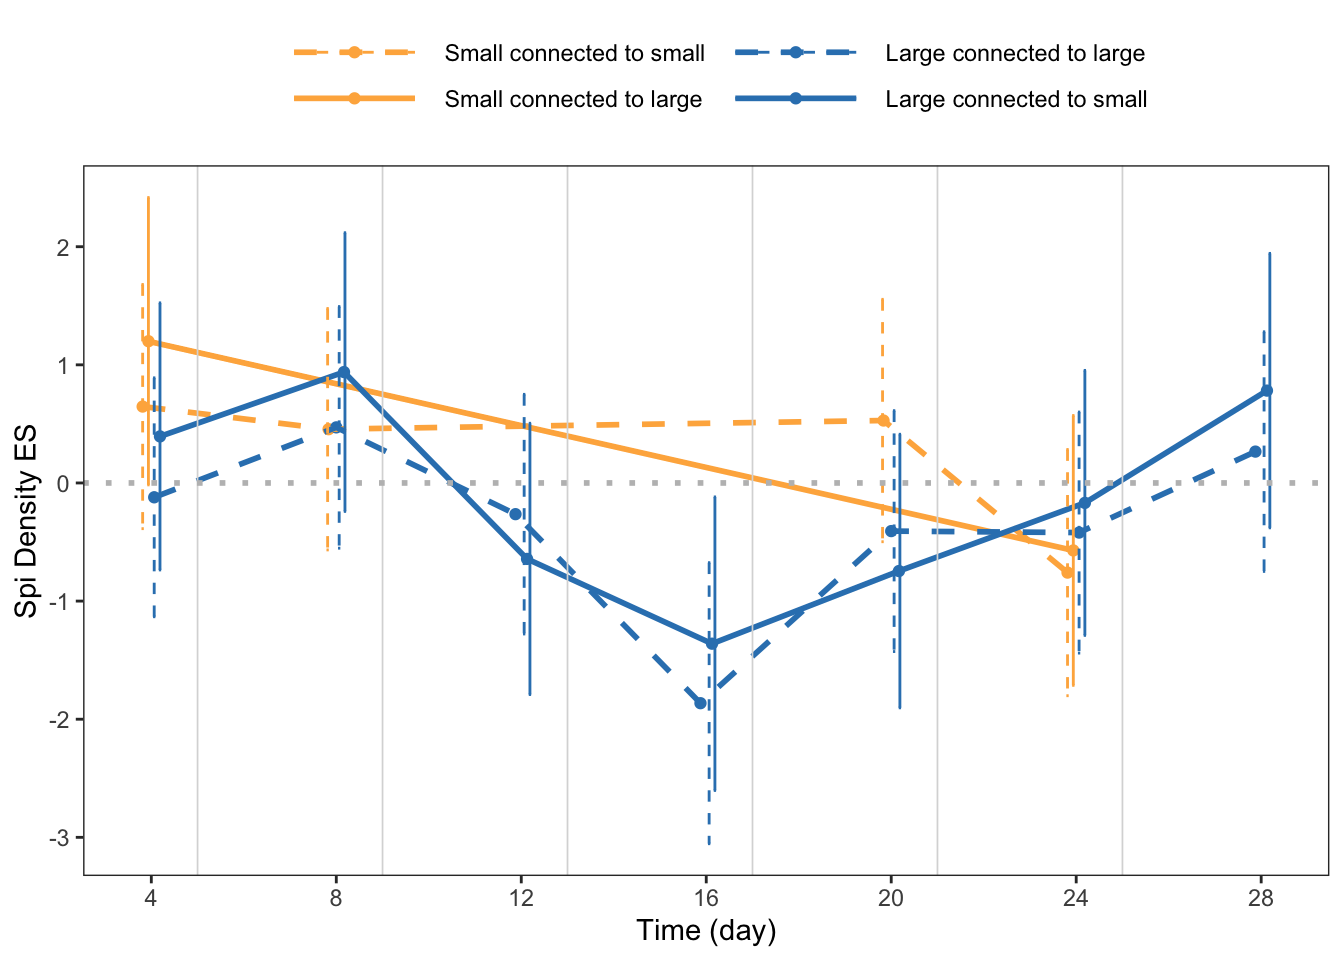 Small connected to small
Large connected to large
Small connected to large
Large connected to small
Spi Density ES
2
1
0
-1
-2
-3
4 8 12 16 20 24 28
Time (day)